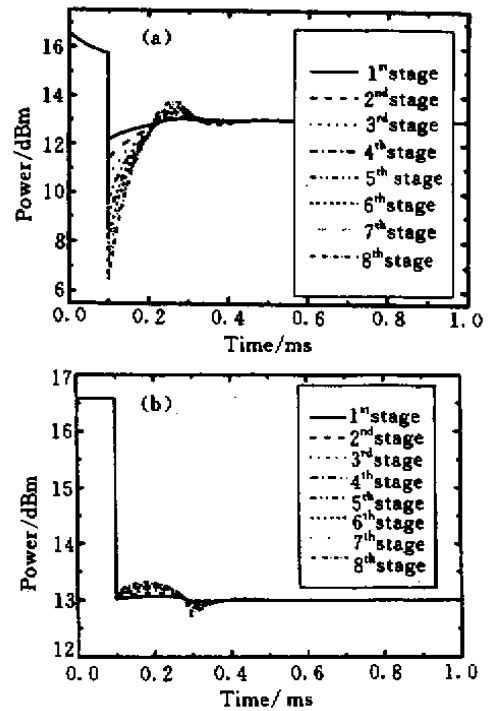 (a)
Power/dBm
16
14
12
10
8
6
1st stage
2nd stage
3rd stage
4th stage
5th stage
6th stage
7th stage
8th stage
0.0 0.2 0.4 0.6 0.8 1.0
Time/ms
(b)
Power/dBm
17
16
15
14
13
12
1st stage
2nd stage
3rd stage
4th stage
5th stage
6th stage
7th stage
8th stage
0.0 0.2 0.4 0.6 0.8 1.0
Time/ms